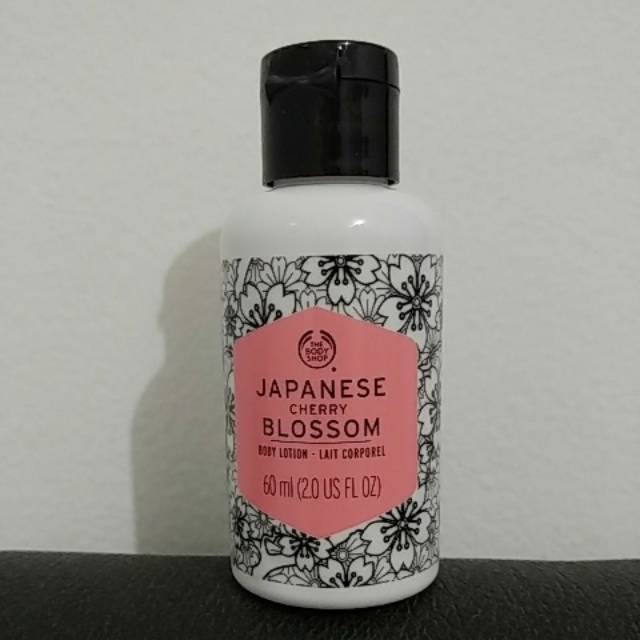 THE
BODY
SHOP
JAPANESE
CHERRY
BLOSSOM
BODY LOTION - LAIT CORPOREL
60 ml (2.0 US FL OZ)